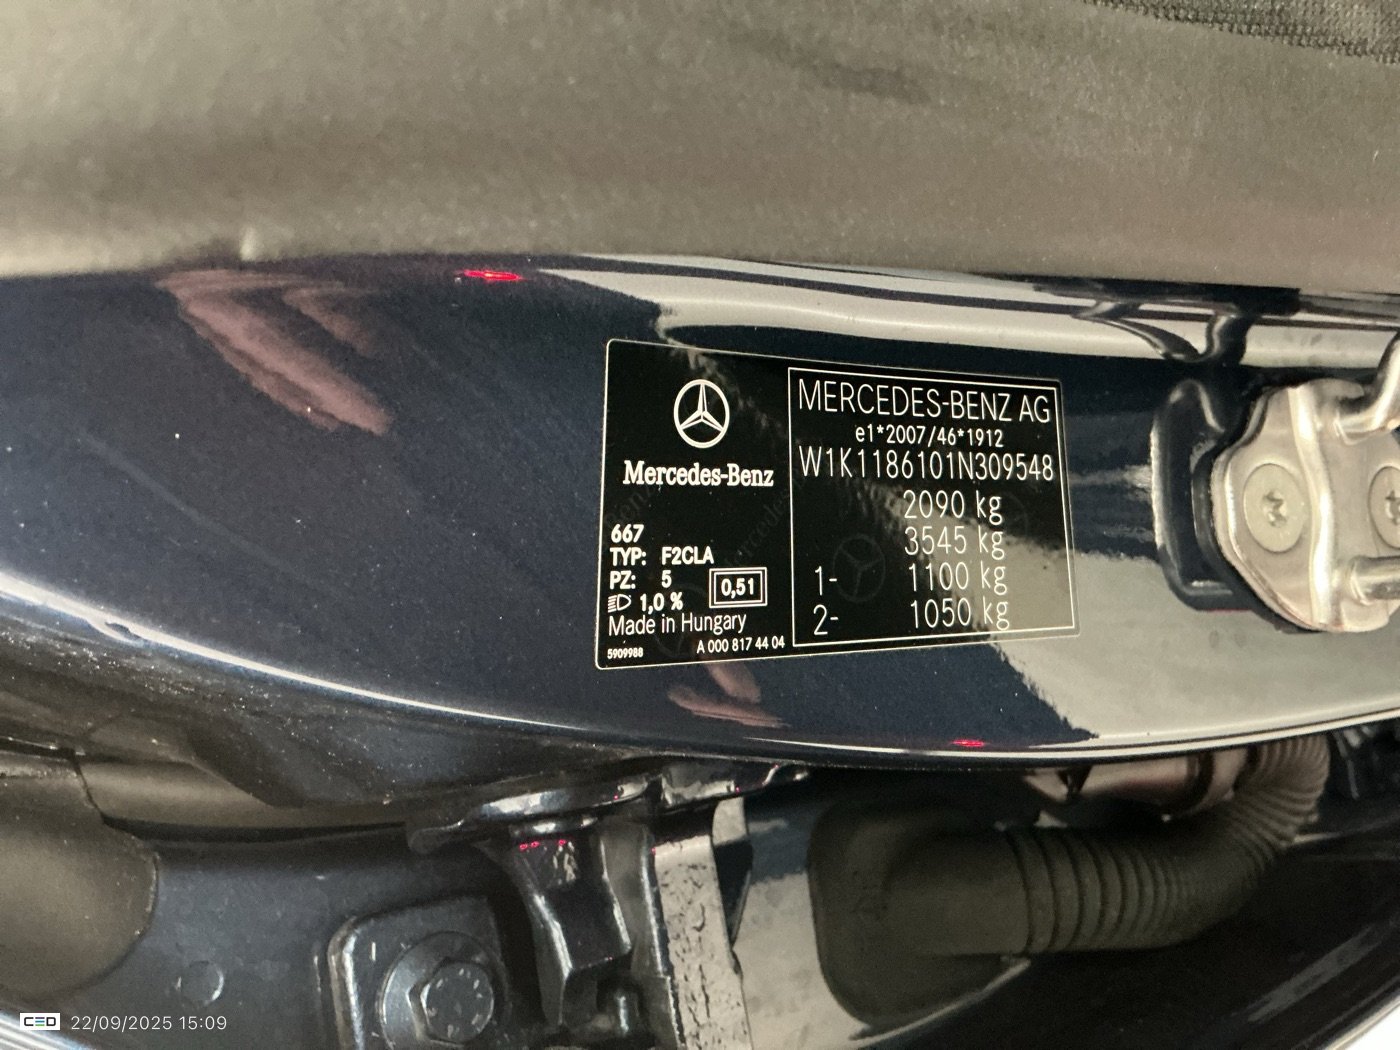 Mercedes-Benz
667
TYP: F2CLA
PZ: 5
1,0 %
0,51
Made in Hungary
5909988
A 000 817 44 04
MERCEDES-BENZ AG
e1*2007/46*1912
W1K1186101N309548
2090 kg
3545 kg
1- 1100 kg
2- 1050 kg
CED 22/09/2025 15:09